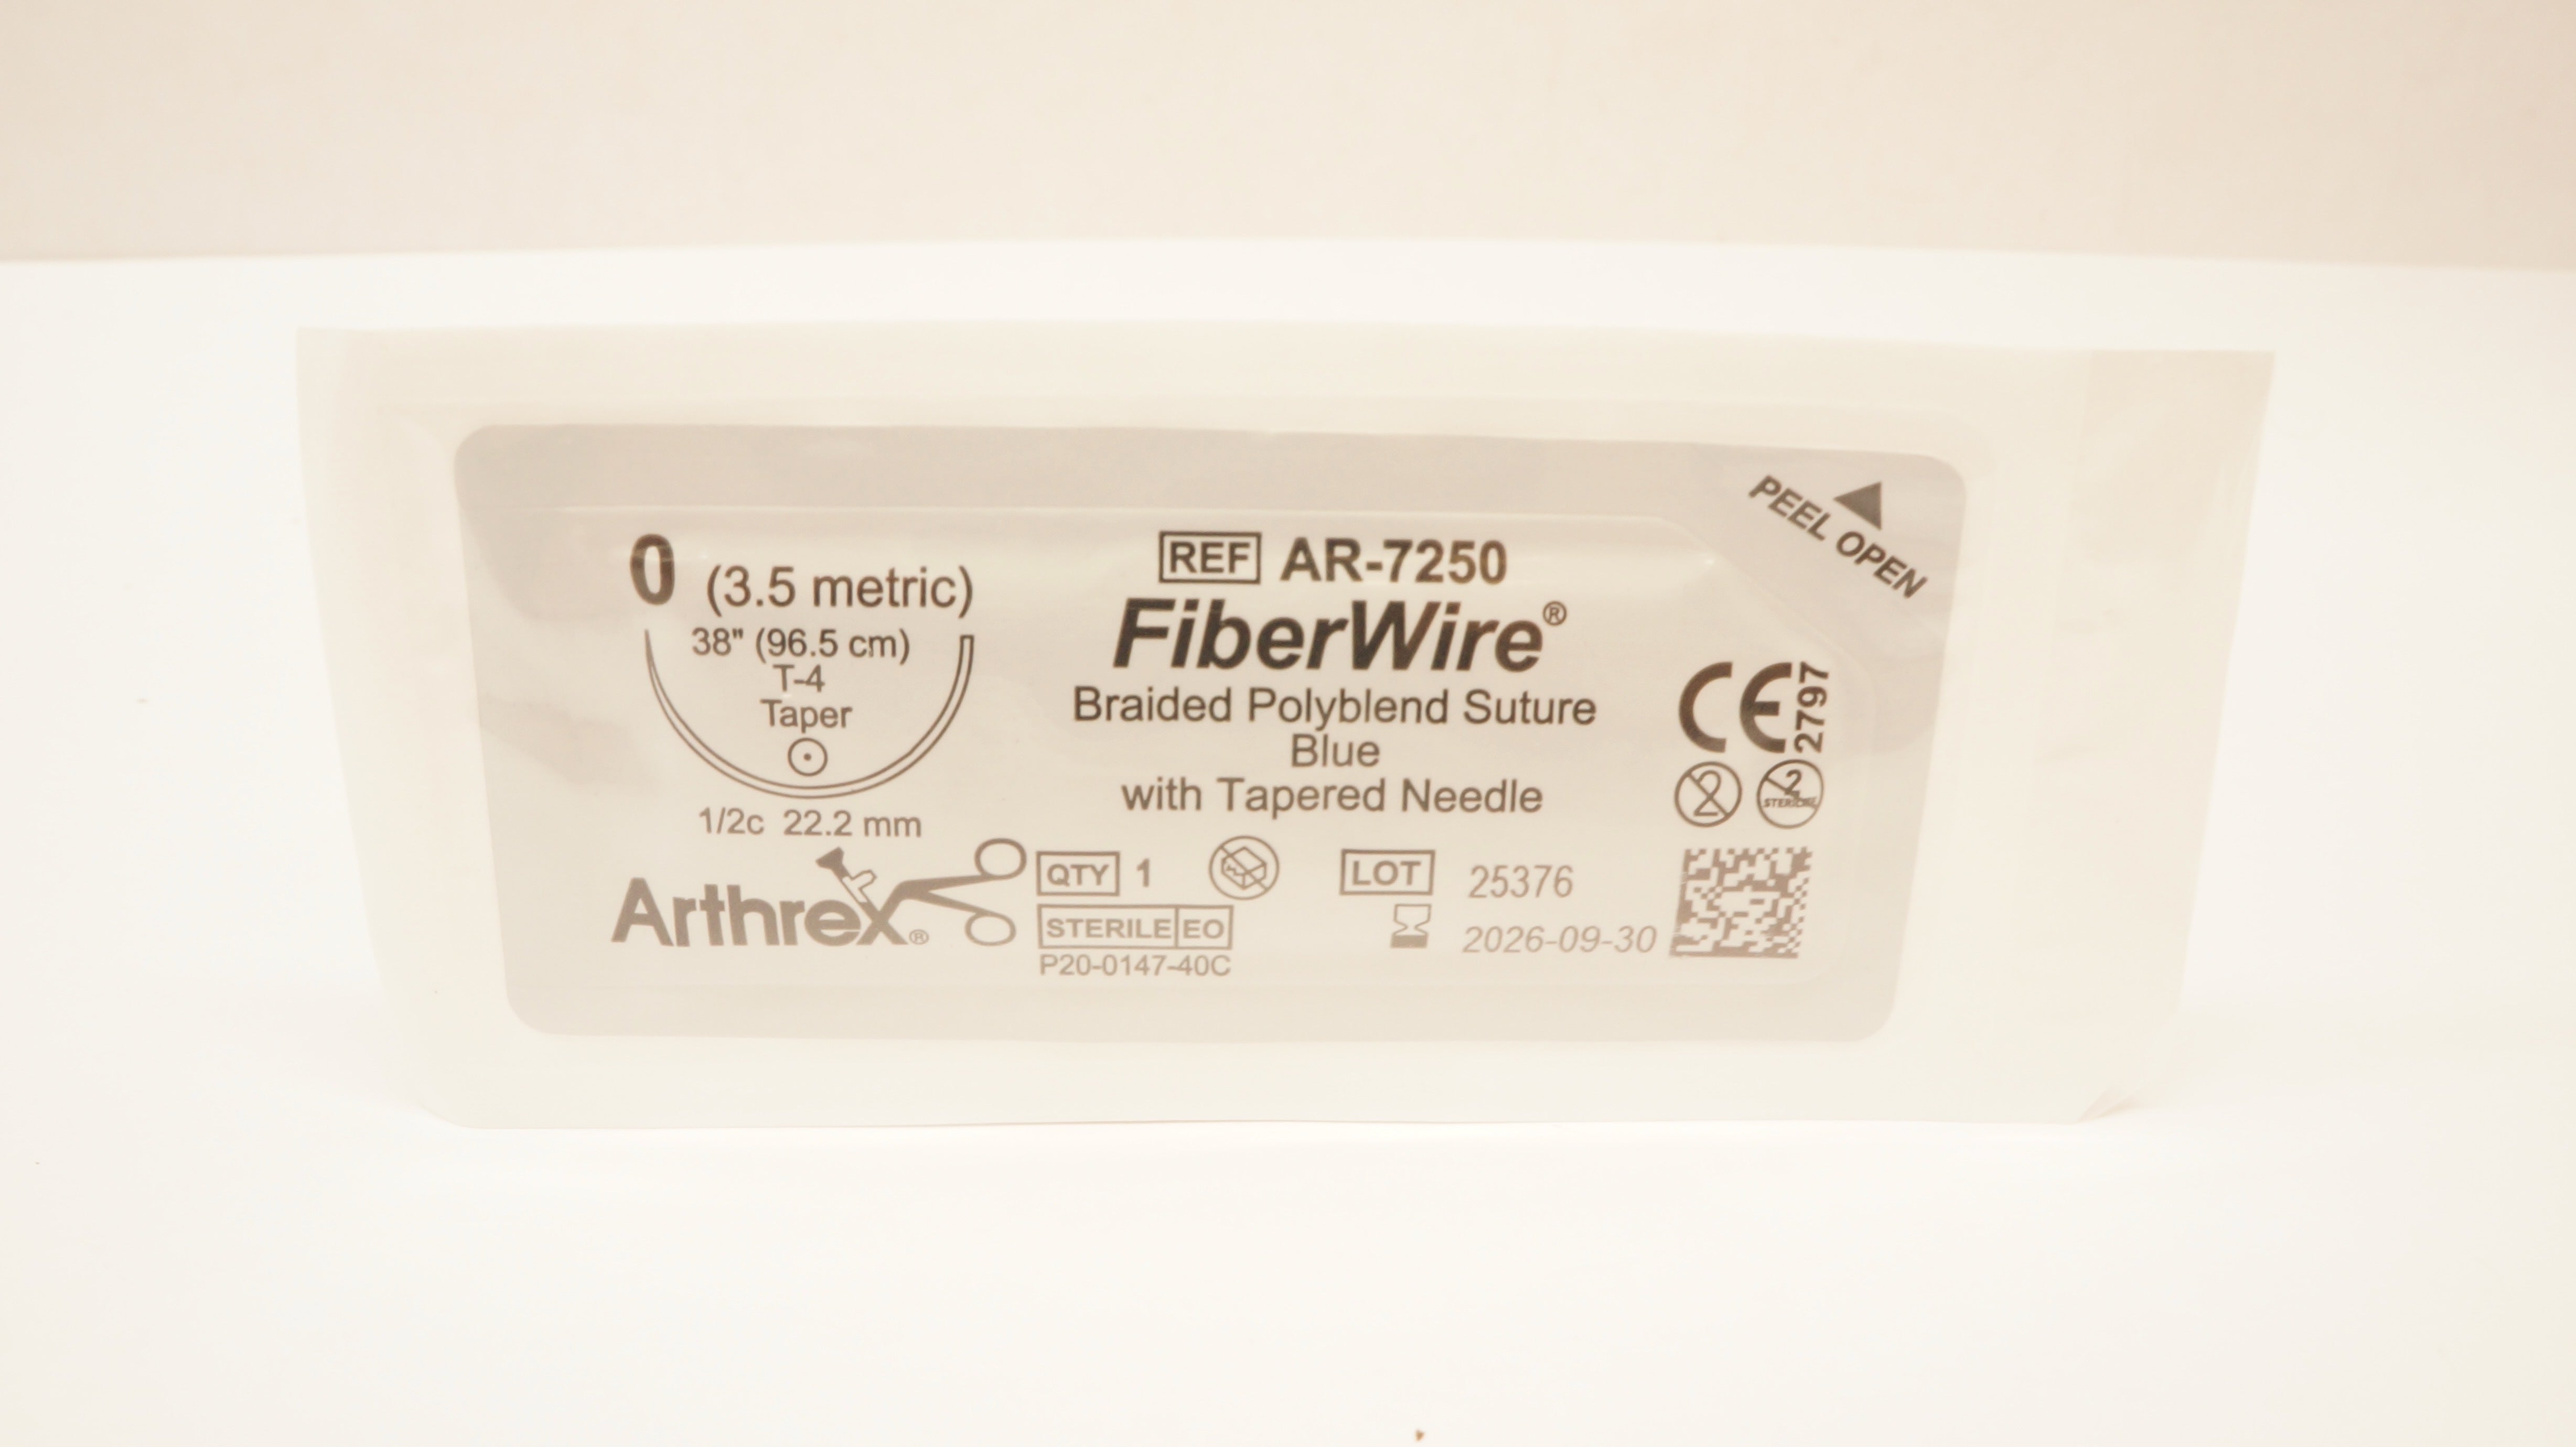 PEEL OPEN
0 (3.5 metric)
38" (96.5 cm)
T-4
Taper
1/2c 22.2 mm
REF AR-7250
FiberWire®
Braided Polyblend Suture
Blue
with Tapered Needle
CE 2797
2
2 STERILIZE
Arthrex®
QTY 1
STERILE EO
P20-0147-40C
LOT 25376
2026-09-30